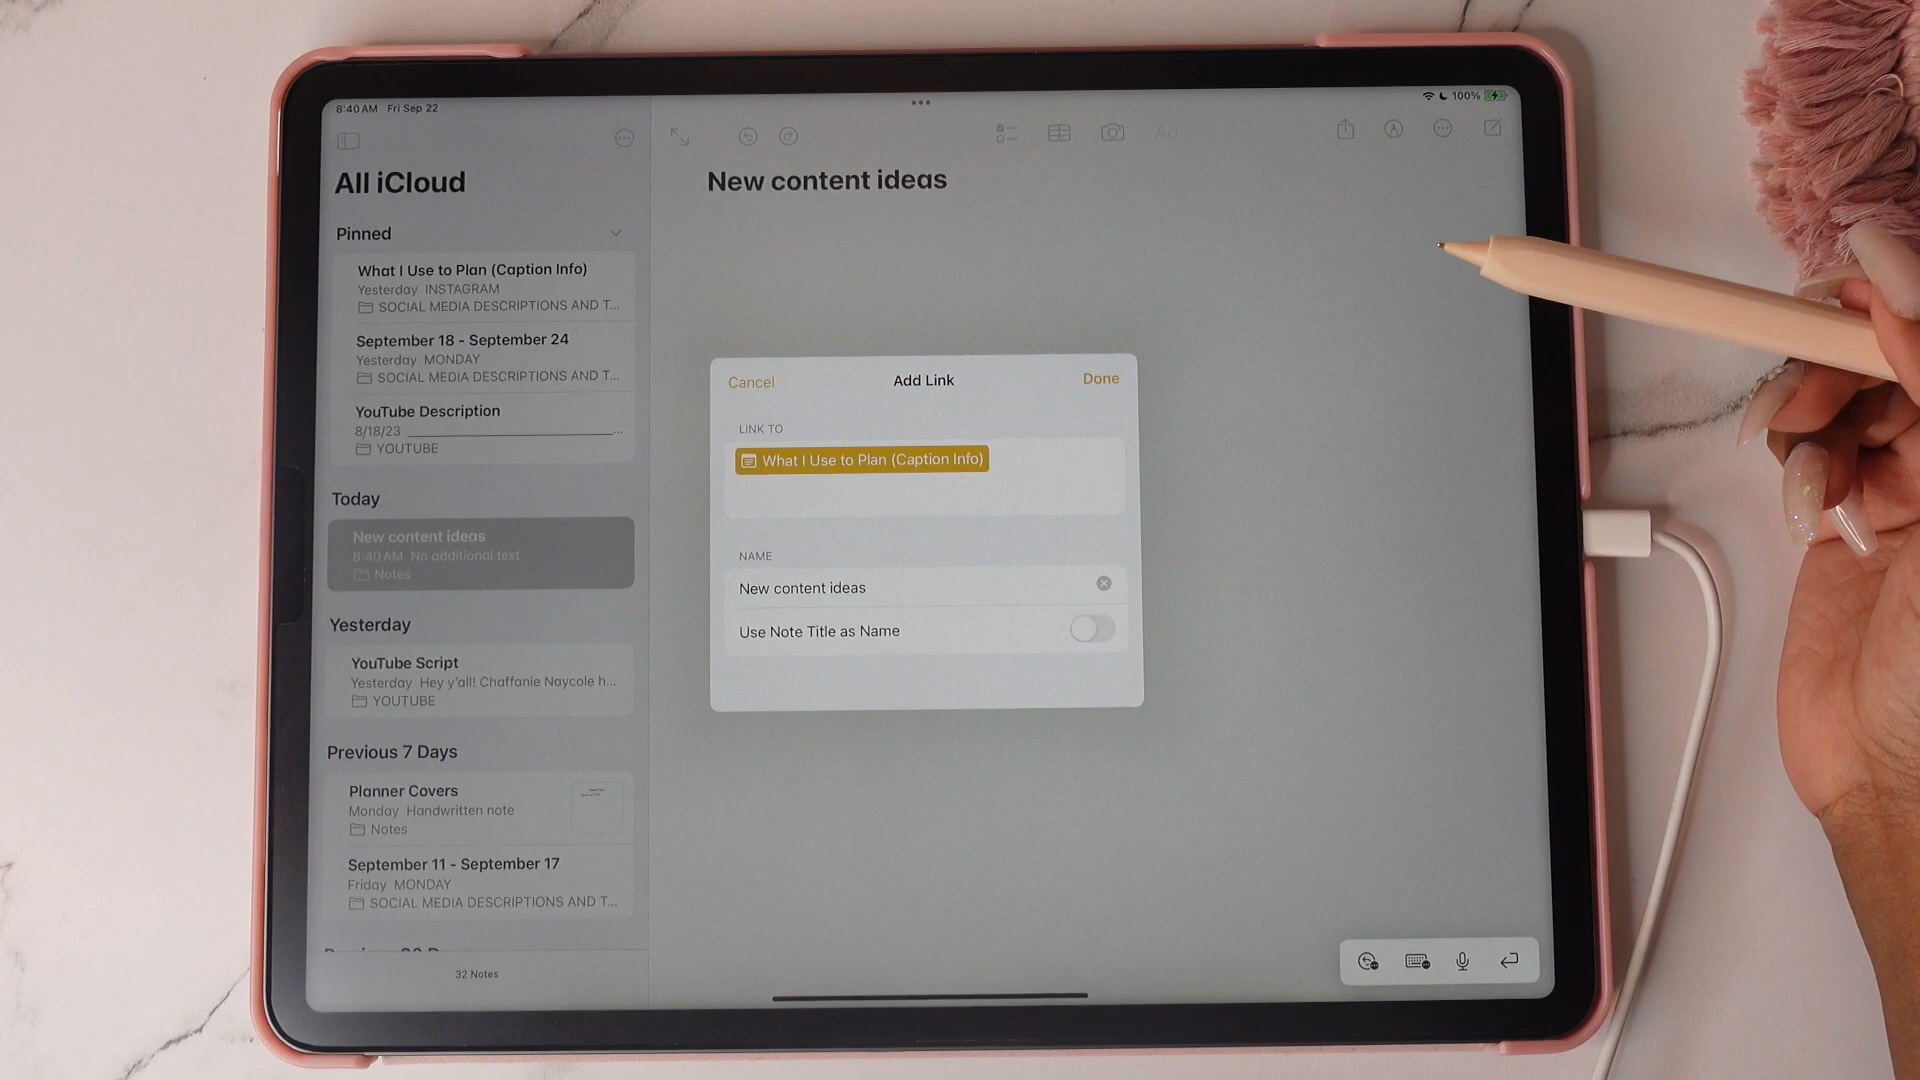 8:40 AM Fri Sep 22
100%
All iCloud
Pinned
What I Use to Plan (Caption Info)
Yesterday INSTAGRAM
SOCIAL MEDIA DESCRIPTIONS AND T...
September 18 - September 24
Yesterday MONDAY
SOCIAL MEDIA DESCRIPTIONS AND T...
YouTube Description
8/18/23 ______________________________...
YOUTUBE
Today
New content ideas
8:40 AM No additional text
Notes
Yesterday
YouTube Script
Yesterday Hey y'all! Chaffanie Naycole h...
YOUTUBE
Previous 7 Days
Planner Covers
Monday Handwritten note
Notes
September 11 - September 17
Friday MONDAY
SOCIAL MEDIA DESCRIPTIONS AND T...
32 Notes
Aa
New content ideas
Cancel
Add Link
Done
LINK TO
What I Use to Plan (Caption Info)
NAME
New content ideas
Use Note Title as Name